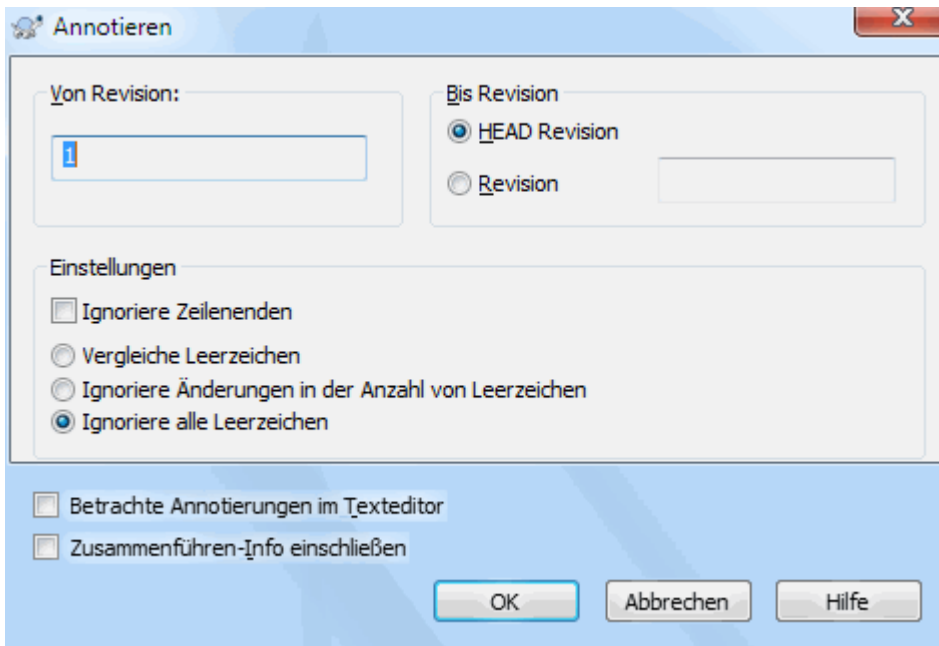 Annotieren
Von Revision:
1
Bis Revision
HEAD Revision
Revision
Einstellungen
Ignoriere Zeilenenden
Vergleiche Leerzeichen
Ignoriere Änderungen in der Anzahl von Leerzeichen
Ignoriere alle Leerzeichen
Betrachte Annotierungen im Texteditor
Zusammenführen-Info einschließen
OK Abbrechen Hilfe